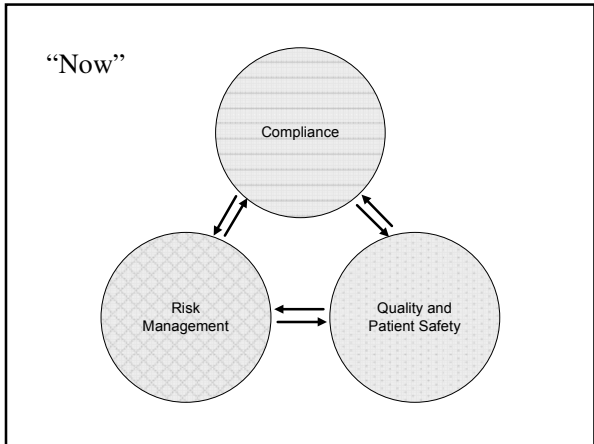 “Now”
Compliance
Risk
Management
Quality and
Patient Safety